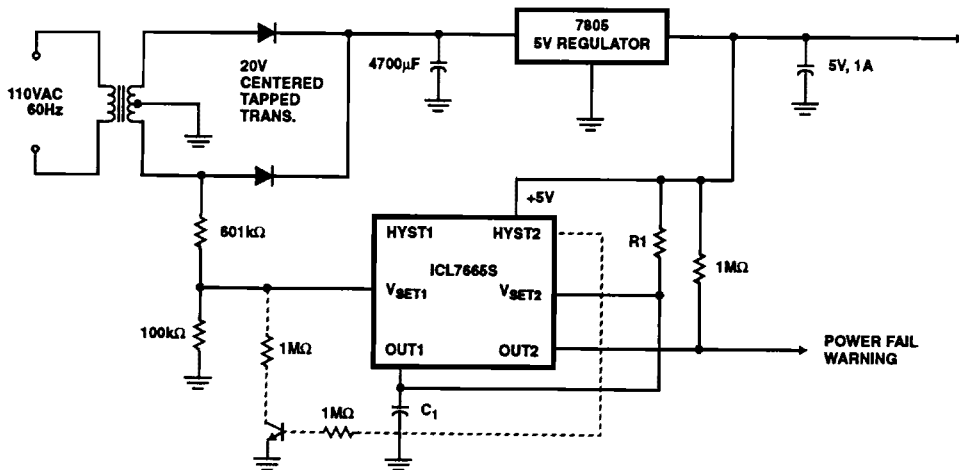 7805
5V REGULATOR
4700µF
5V, 1A
20V
CENTERED
TAPPED
TRANS.
110VAC
60Hz
+5V
601kΩ
HYST1
HYST2
R1
ICL7665S
1MΩ
VSET1
VSET2
100kΩ
1MΩ
OUT1
OUT2
POWER FAIL
WARNING
C1
1MΩ